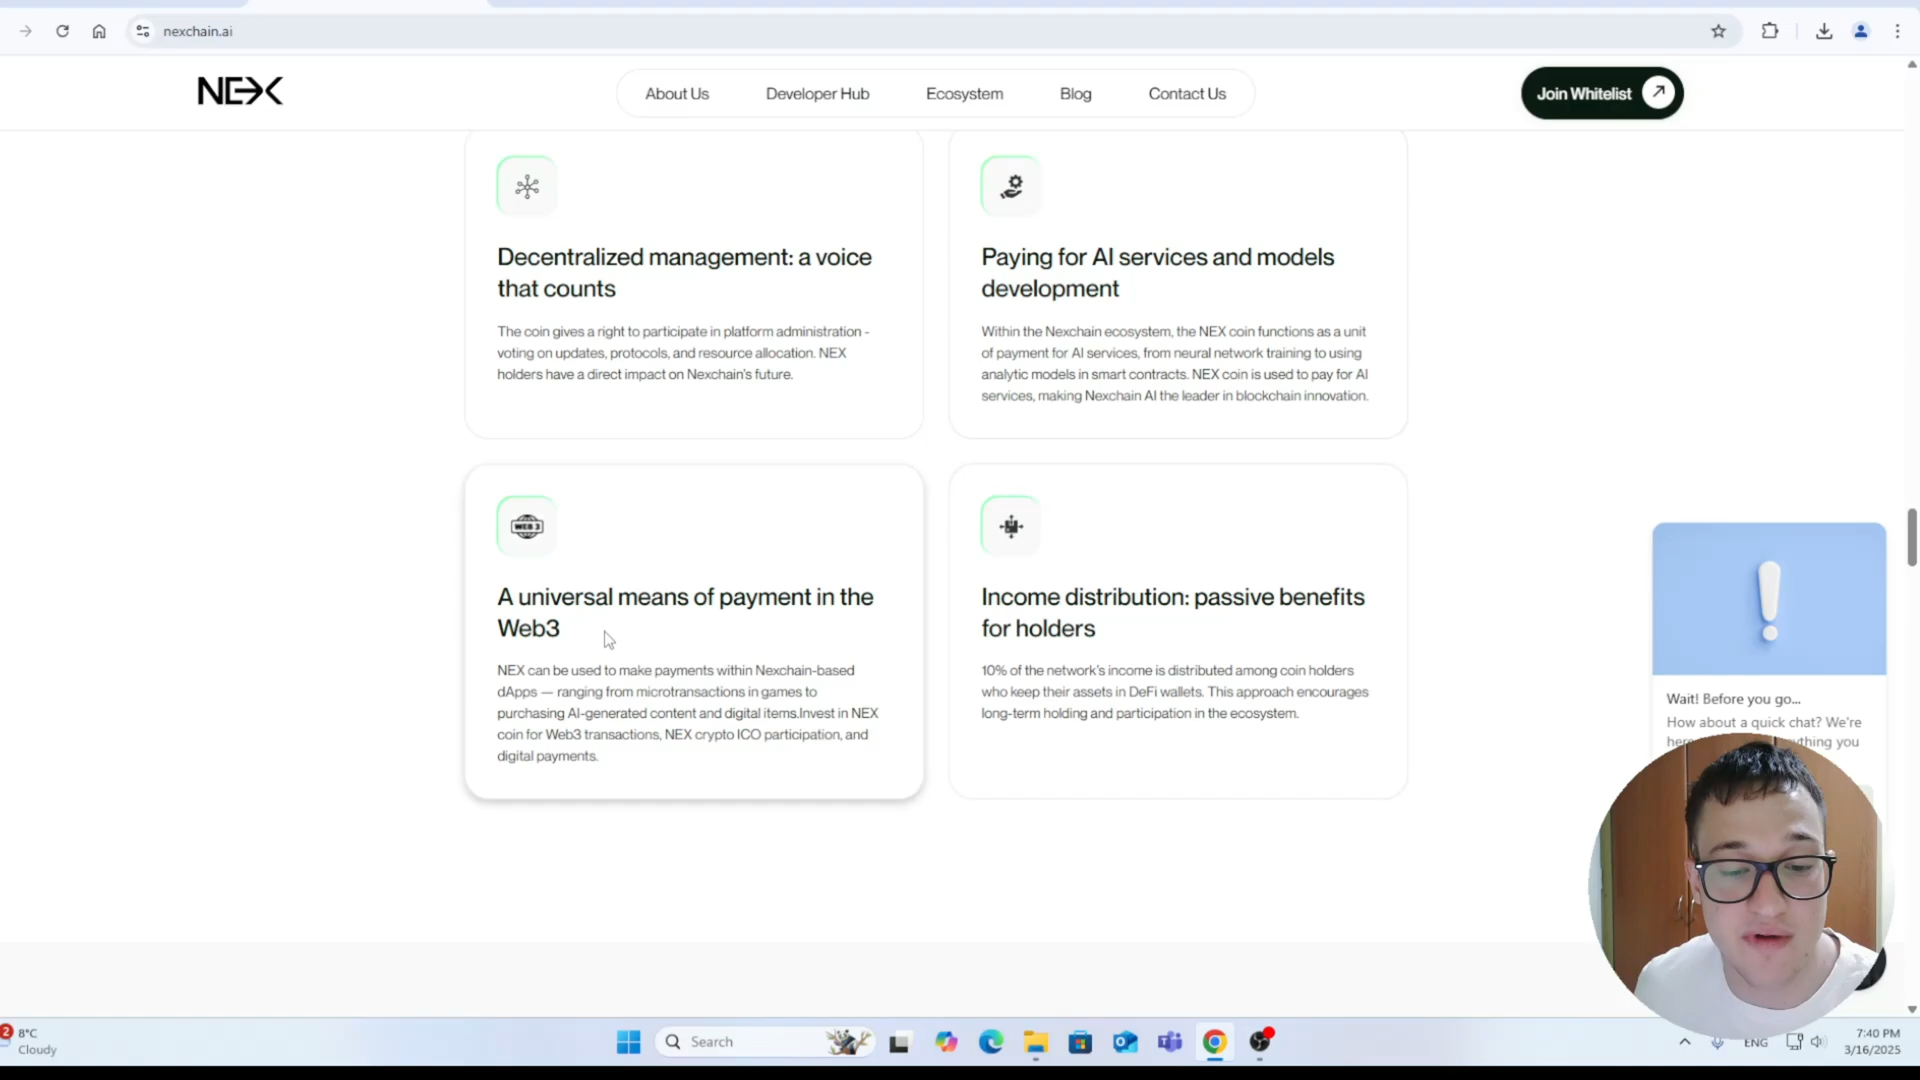 nexchain.ai
NEX
About Us
Developer Hub
Ecosystem
Blog
Contact Us
Join Whitelist
Decentralized management: a voice
that counts
The coin gives a right to participate in platform administration -
voting on updates, protocols, and resource allocation. NEX
holders have a direct impact on Nexchain's future.
Paying for AI services and models
development
Within the Nexchain ecosystem, the NEX coin functions as a unit
of payment for AI services, from neural network training to using
analytic models in smart contracts. NEX coin is used to pay for AI
services, making Nexchain AI the leader in blockchain innovation.
WEB 3
A universal means of payment in the
Web3
NEX can be used to make payments within Nexchain-based
dApps — ranging from microtransactions in games to
purchasing AI-generated content and digital items.Invest in NEX
coin for Web3 transactions, NEX crypto ICO participation, and
digital payments.
Income distribution: passive benefits
for holders
10% of the network's income is distributed among coin holders
who keep their assets in DeFi wallets. This approach encourages
long-term holding and participation in the ecosystem.
Wait! Before you go...
How about a quick chat? We're
you
2
8°C
Cloudy
Search
ENG
7:40 PM
3/16/2025